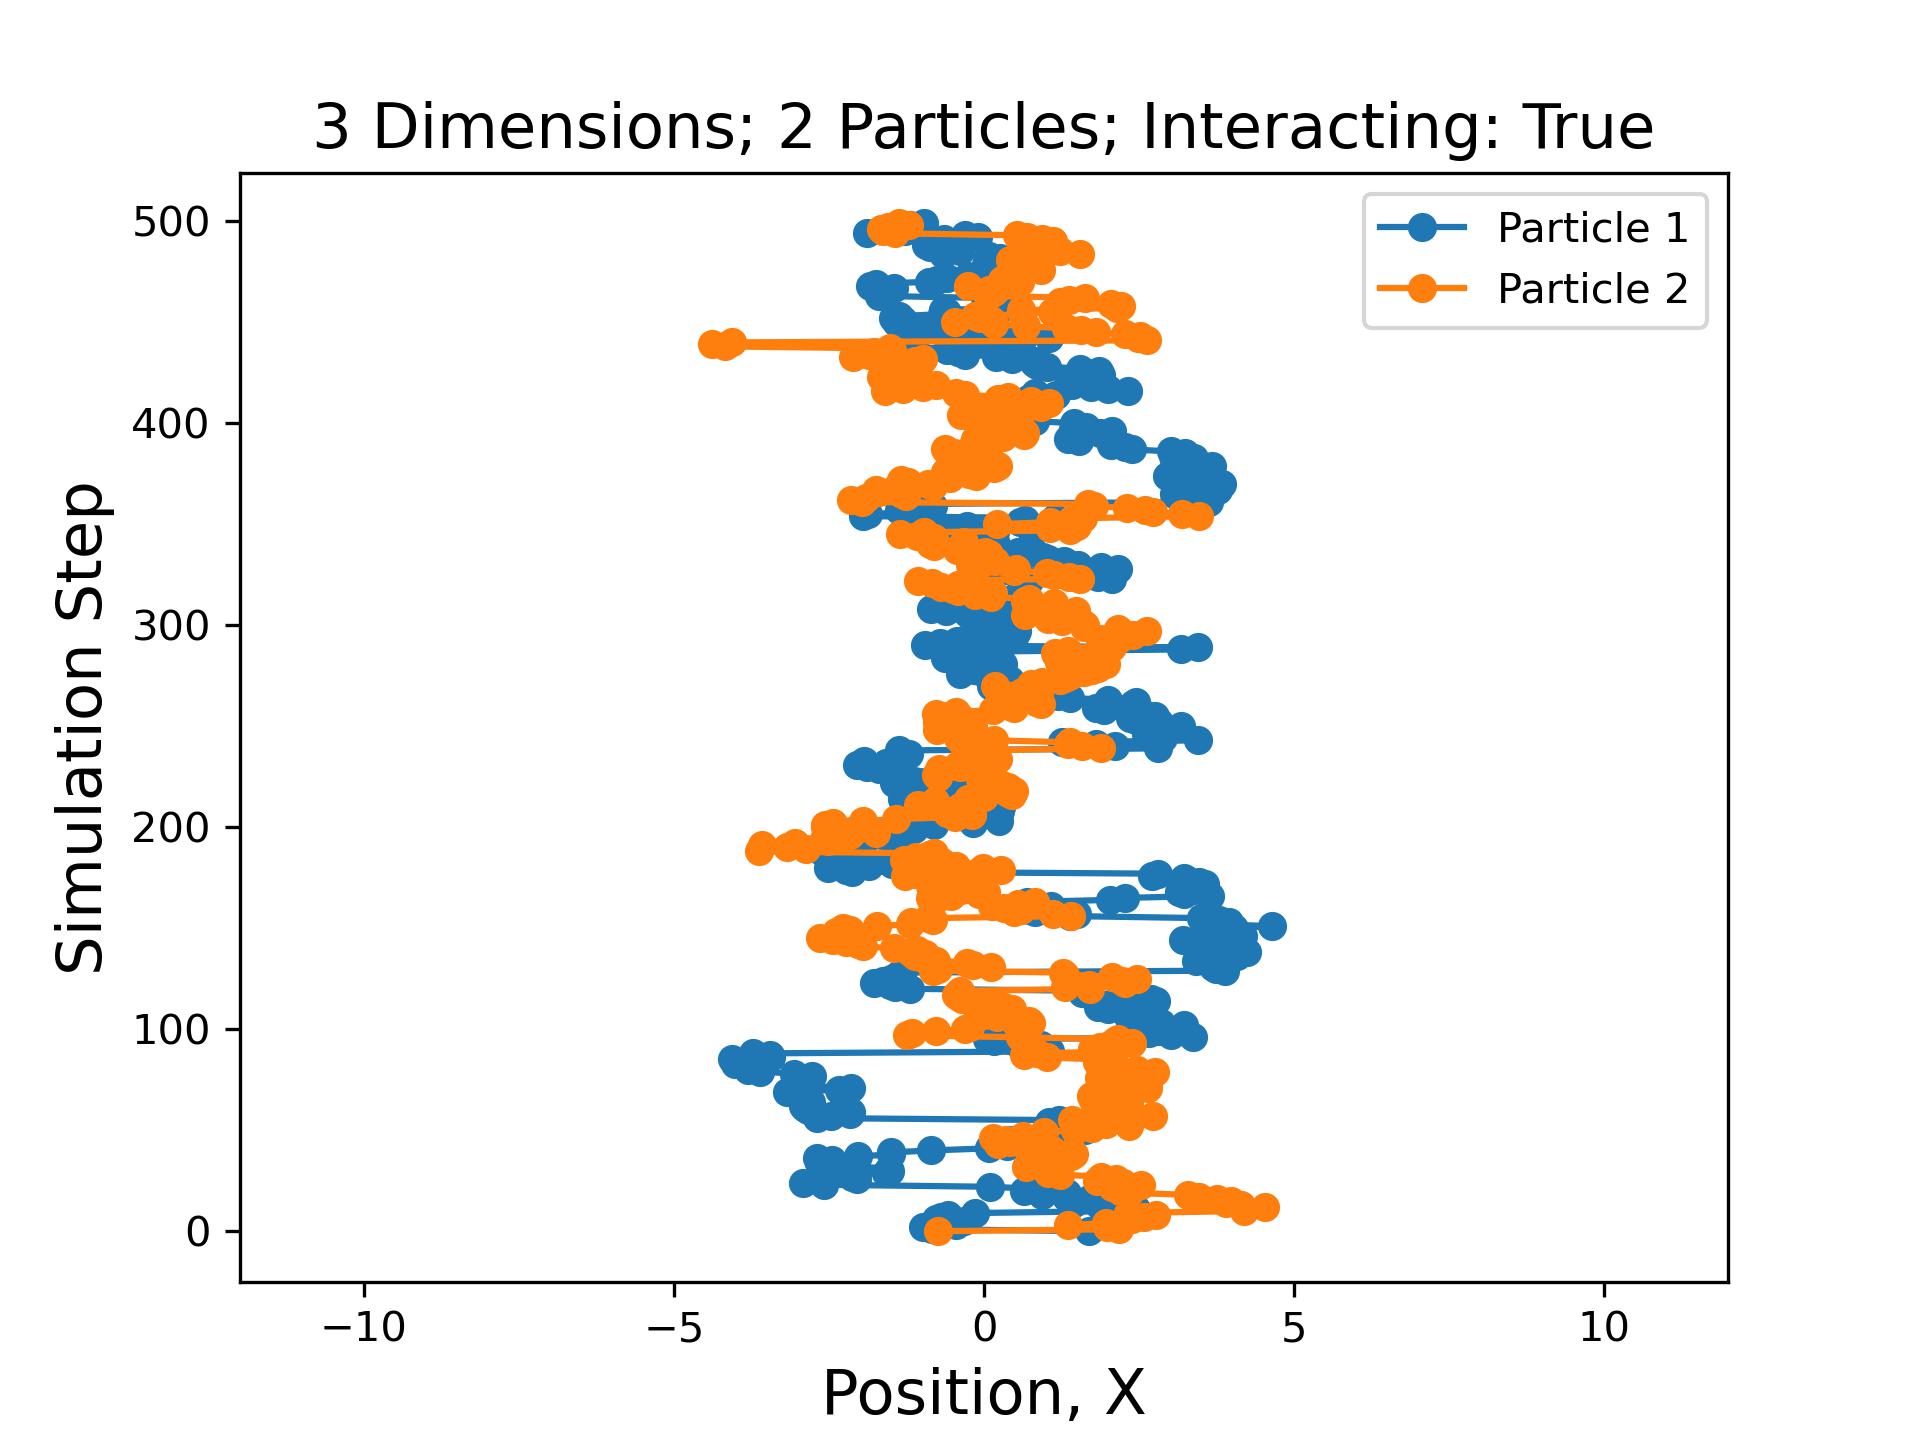 3 Dimensions; 2 Particles; Interacting: True
Particle 1
Particle 2
500
400
300
200
100
0
Simulation Step
−10
−5
0
5
10
Position, X